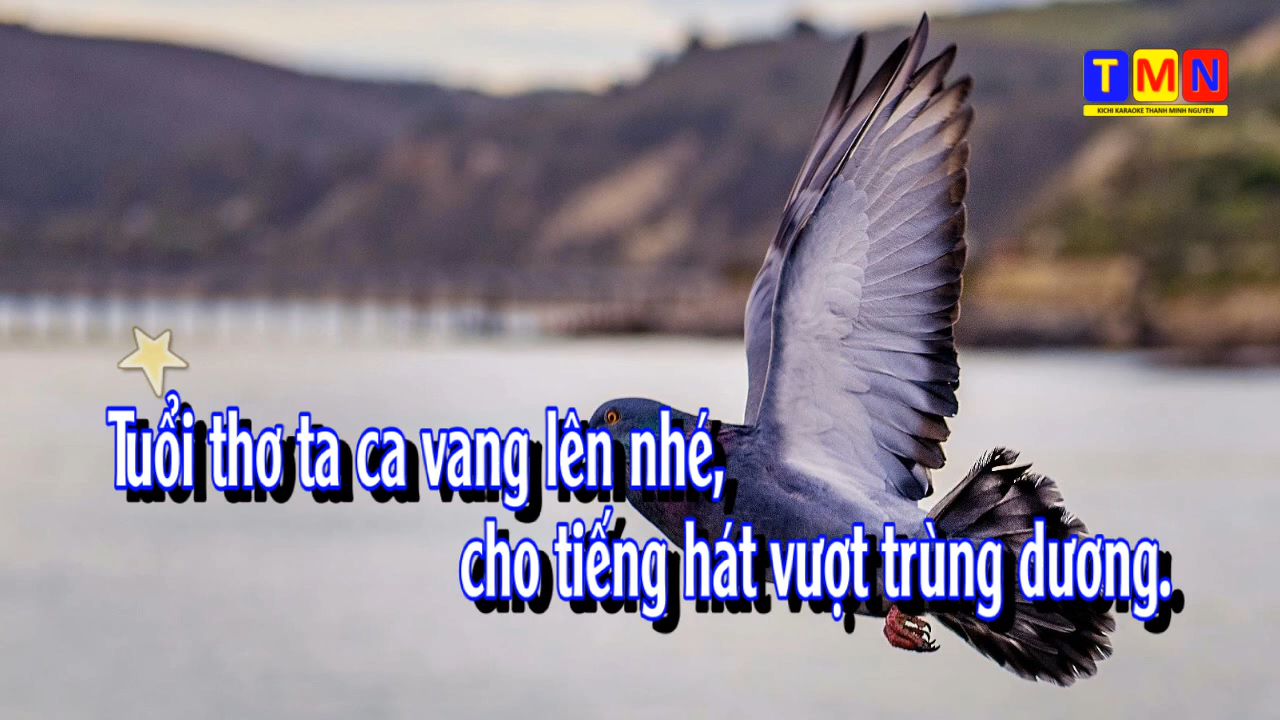 TMN
KICHI KARAOKE THANH MINH NGUYEN
Tuổi thơ ta ca vang lên nhé,
cho tiếng hát vượt trùng dương.